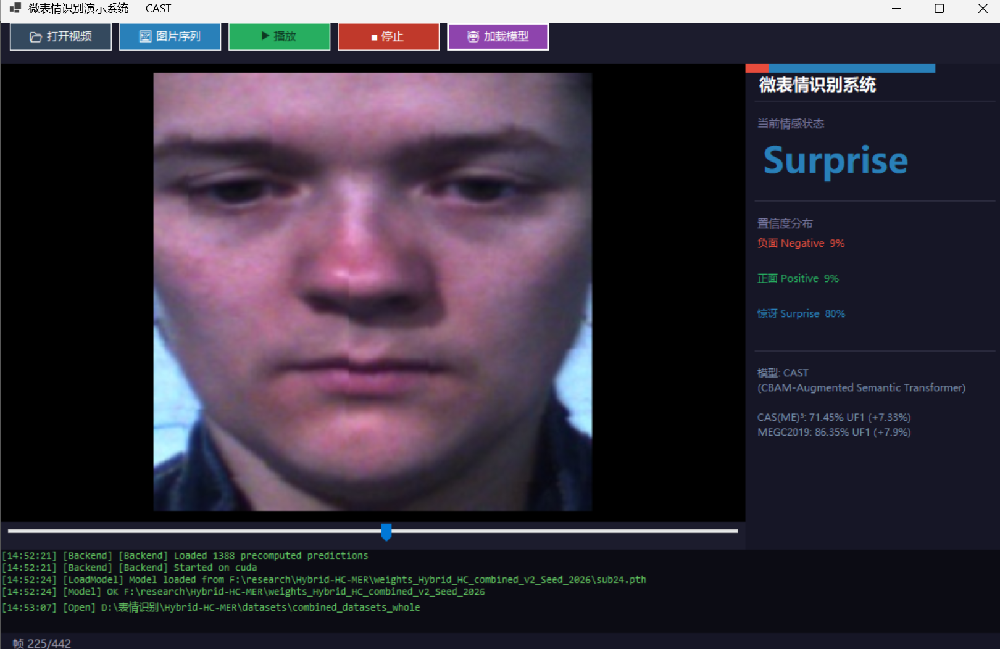 微表情识别演示系统 — CAST
打开视频
图片序列
播放
停止
加载模型
微表情识别系统
当前情感状态
Surprise
置信度分布
负面 Negative 9%
正面 Positive 9%
惊讶 Surprise 80%
模型: CAST
(CBAM-Augmented Semantic Transformer)
CAS(ME)³: 71.45% UF1 (+7.33%)
MEGC2019: 86.35% UF1 (+7.9%)
[14:52:21] [Backend] [Backend] Loaded 1388 precomputed predictions
[14:52:21] [Backend] [Backend] Started on cuda
[14:52:24] [LoadModel] Model loaded from F:\research\Hybrid-HC-MER\weights_Hybrid_HC_combined_v2_Seed_2026\sub24.pth
[14:52:24] [Model] OK F:\research\Hybrid-HC-MER\weights_Hybrid_HC_combined_v2_Seed_2026
[14:53:07] [Open] D:\表情识别\Hybrid-HC-MER\datasets\combined_datasets_whole
帧 225/442